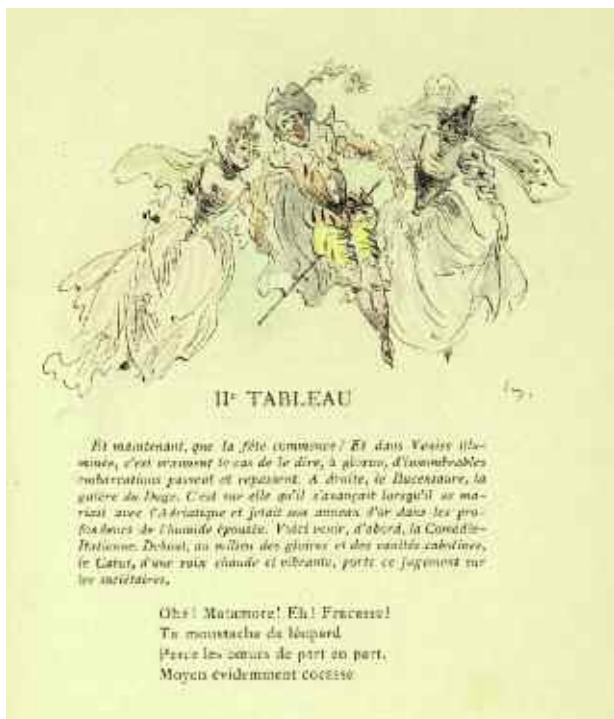 IIᵉ TABLEAU
Et maintenant, que la fête commence! Et dans Venise illu-
minée, c'est vraiment le cas de le dire, à giorno, d'innombrables
embarcations passent et repassent. A droite, le Bucentaure, la
galère du Doge. C'est sur elle qu'il s'avançait lorsqu'il se ma-
riait avec l'Adriatique et jetait son anneau d'or dans les pro-
fondeurs de l'humide épousée. Voici venir, d'abord, la Comédie-
Italienne. Debout, au milieu des gloires et des vanités cabotines,
le Cœur, d'une voix chaude et vibrante, porte ce jugement sur
les sociétaires,
Ohé! Matamore! Eh! Fracasse!
Ta moustache de léopard
Perce les cœurs de part en part,
Moyen évidemment cocasse